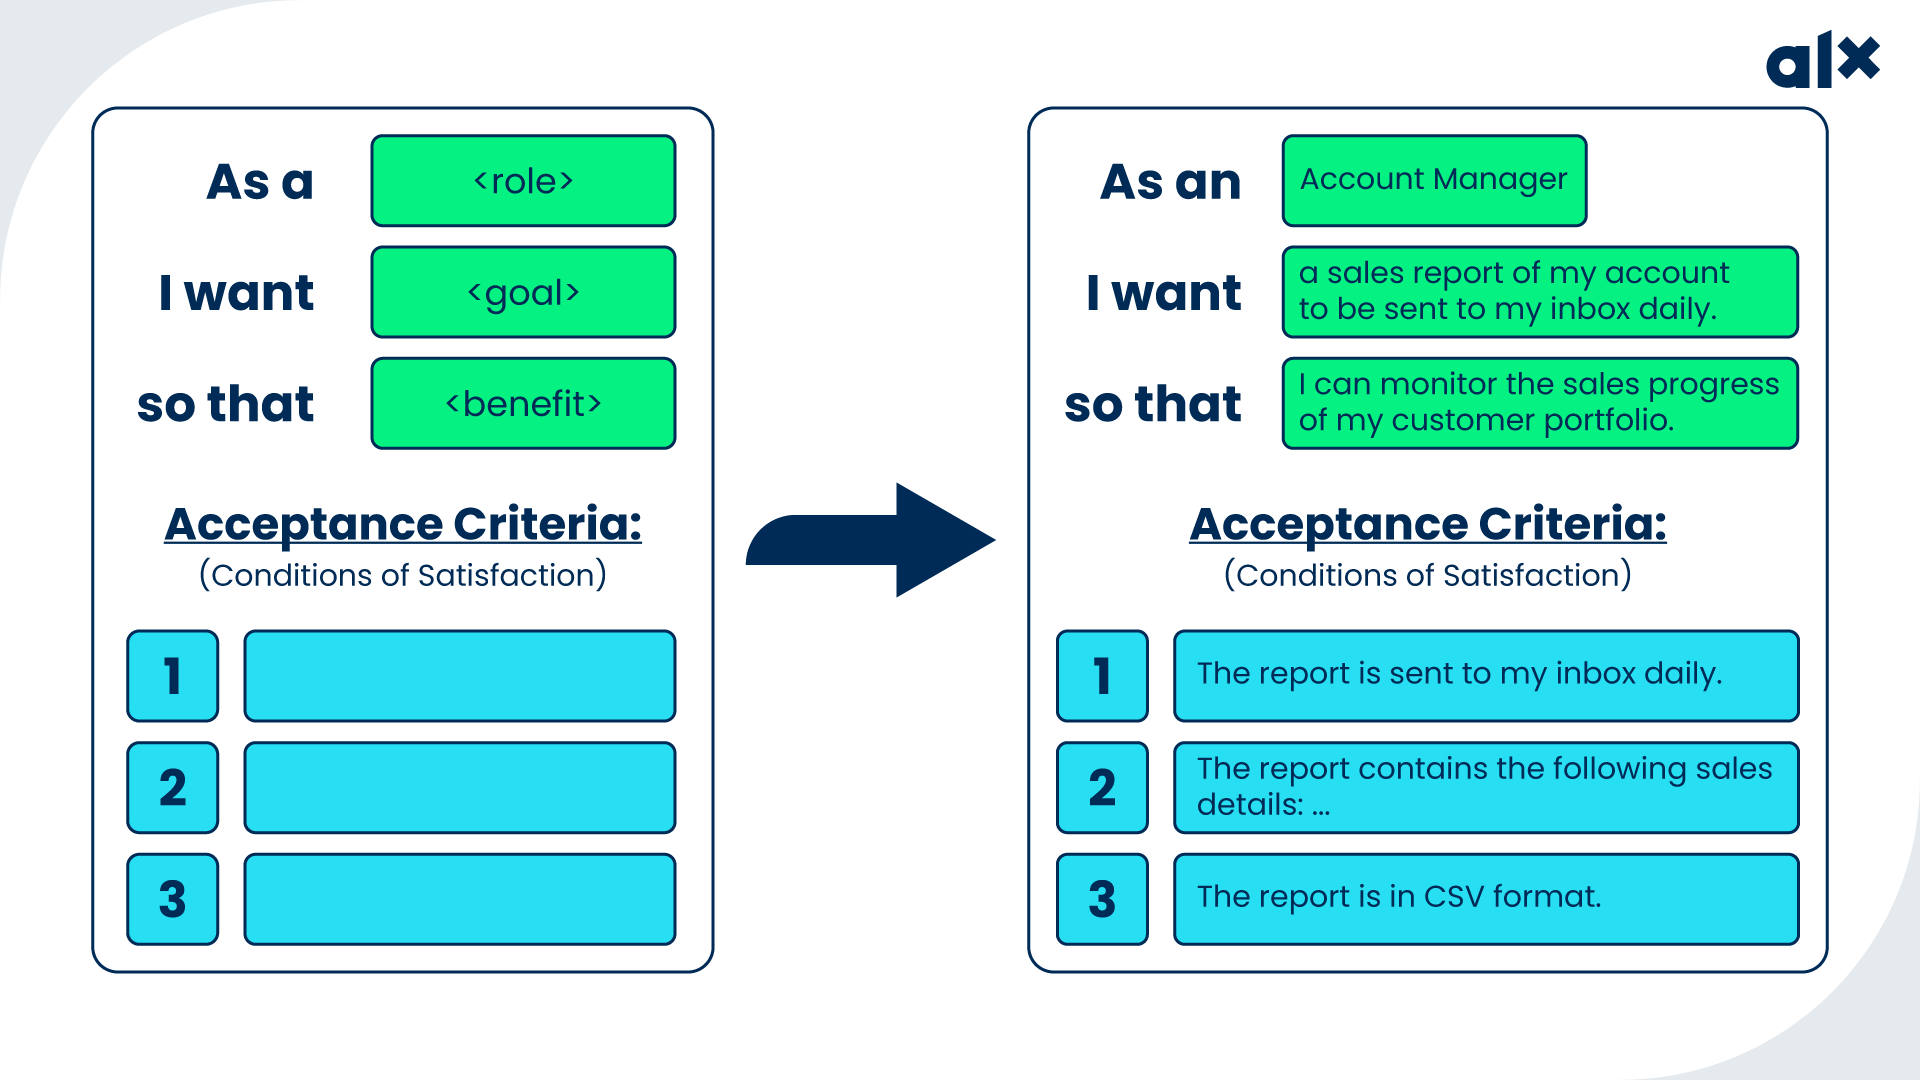 alx
As a
<role>
I want
<goal>
so that
<benefit>
Acceptance Criteria:
(Conditions of Satisfaction)
1
2
3
As an
Account Manager
I want
a sales report of my account
to be sent to my inbox daily.
so that
I can monitor the sales progress
of my customer portfolio.
Acceptance Criteria:
(Conditions of Satisfaction)
1
The report is sent to my inbox daily.
2
The report contains the following sales
details: ...
3
The report is in CSV format.